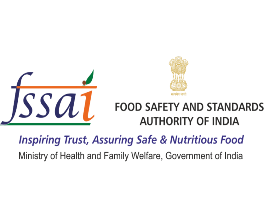 fssai
FOOD SAFETY AND STANDARDS
AUTHORITY OF INDIA
Inspiring Trust, Assuring Safe & Nutritious Food
Ministry of Health and Family Welfare, Government of India